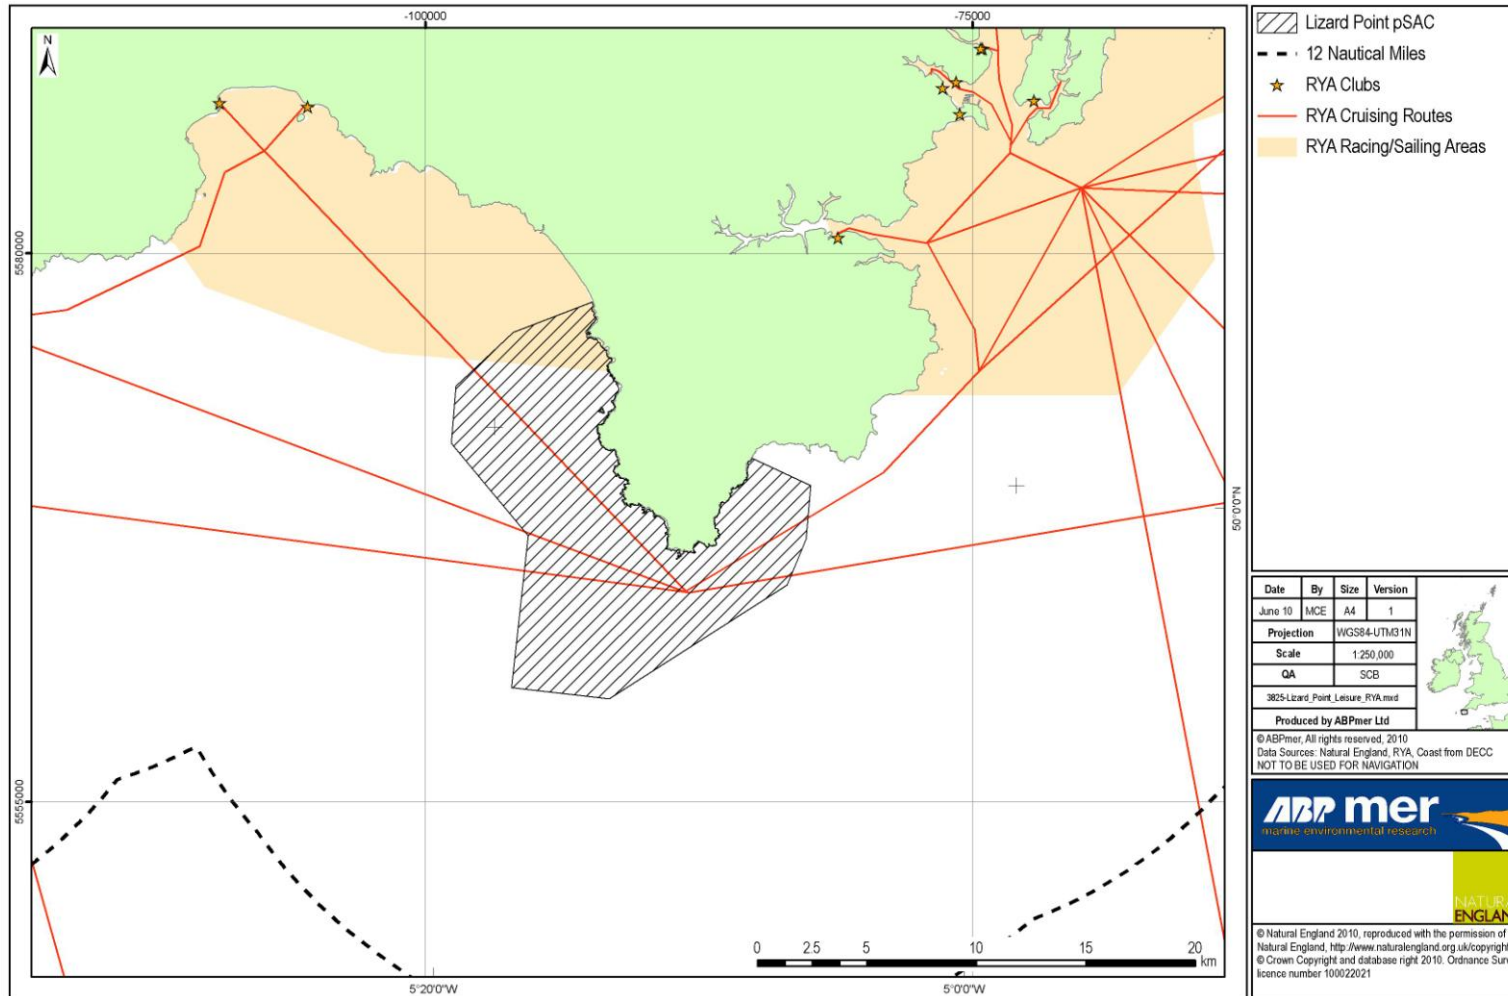 -100000
-75000
N
5580000
5555000
50°0'0"N
5°20'0"W
5°0'0"W
0 2.5 5 10 15 20
km
Lizard Point pSAC
12 Nautical Miles
RYA Clubs
RYA Cruising Routes
RYA Racing/Sailing Areas
Date By Size Version
June 10 MCE A4 1
Projection WGS84-UTM31N
Scale 1:250,000
QA SCB
3825-Lizard_Point_Leisure_RYA.mxd
Produced by ABPmer Ltd
© ABPmer, All rights reserved, 2010
Data Sources: Natural England, RYA, Coast from DECC
NOT TO BE USED FOR NAVIGATION
ABP mer
marine environmental research
NATURA
ENGLAN
© Natural England 2010, reproduced with the permission of
Natural England, http://www.naturalengland.org.uk/copyright
© Crown Copyright and database right 2010. Ordnance Surv
licence number 100022021